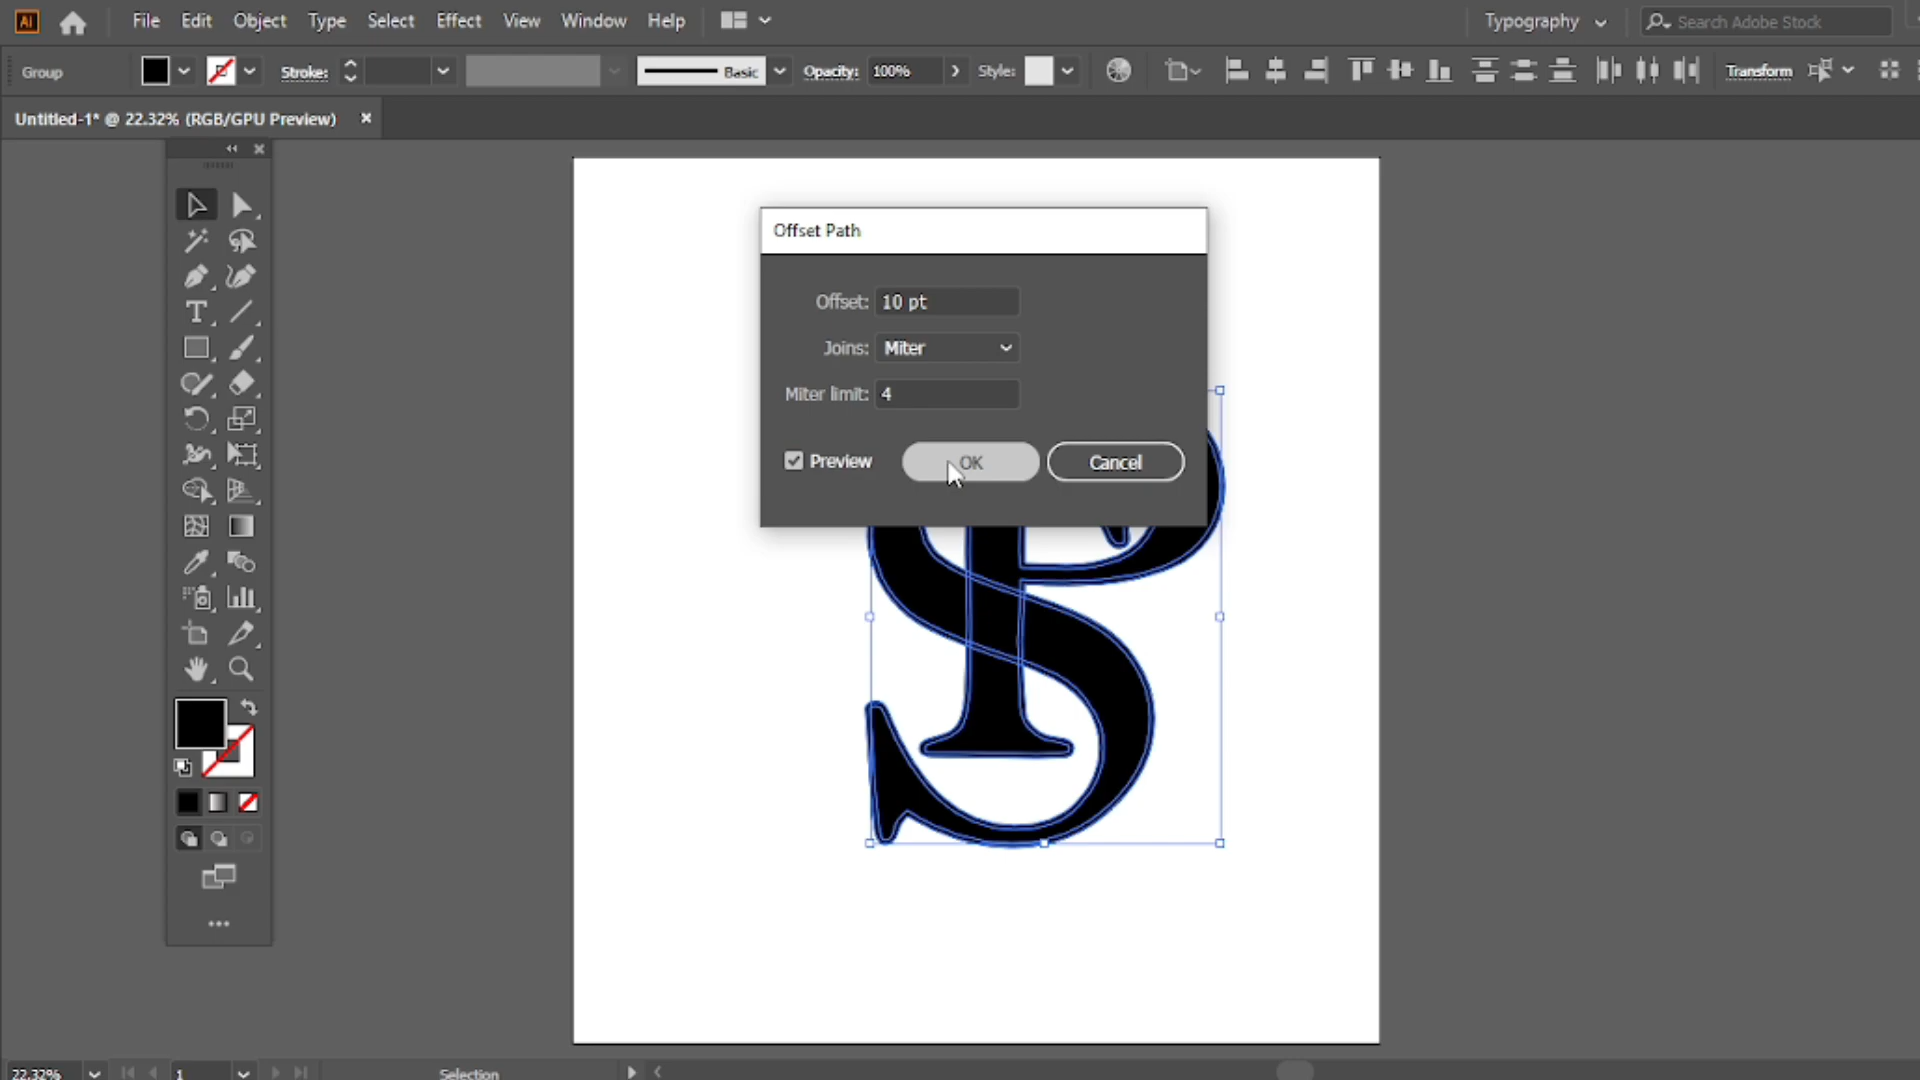 Ai File Edit Object Type Select Effect View Window Help Typography Search Adobe Stock
Group Stroke: Basic Opacity: 100% Style: Transform
Untitled-1* @ 22.32% (RGB/GPU Preview)
Offset Path
Offset: 10 pt
Joins: Miter
Miter limit: 4
Preview OK Cancel
SP
22.32% 1 Selection